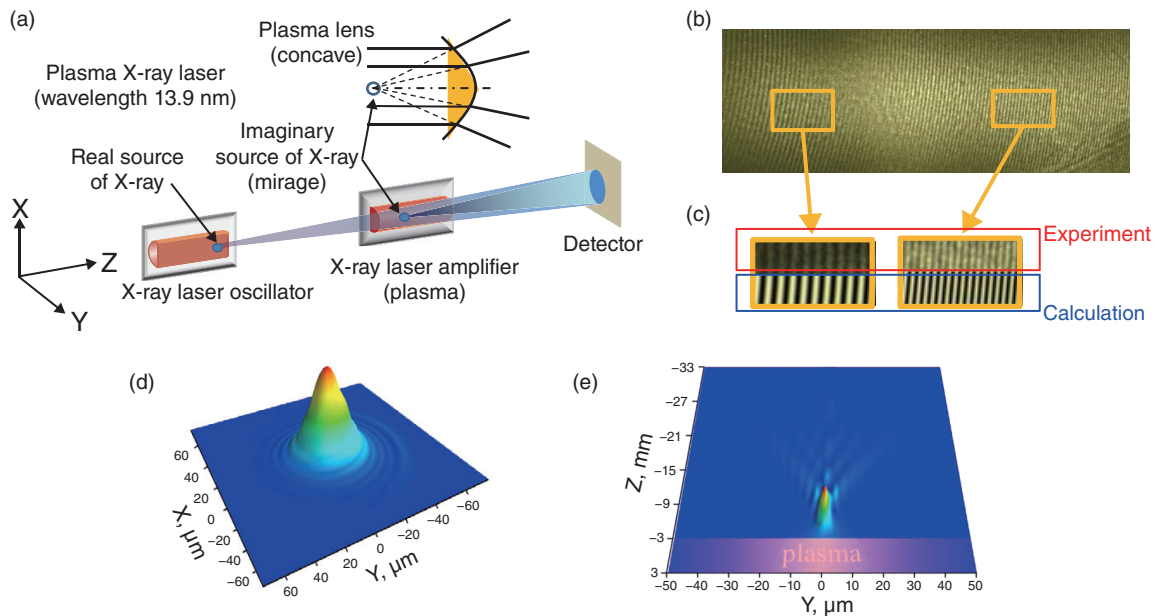 (a)
Plasma lens
(concave)
Plasma X-ray laser
(wavelength 13.9 nm)
Imaginary
source of X-ray
(mirage)
Real source
of X-ray
X
Z
Y
X-ray laser oscillator
X-ray laser amplifier
(plasma)
Detector
(b)
(c)
Experiment
Calculation
(d)
60
40
20
0
−20
−40
−60
X, µm
60
40
20
0
−20
−40
−60
Y, µm
(e)
−33
−27
−21
−15
−9
−3
3
Z, mm
plasma
−50 −40 −30 −20 −10 0 10 20 30 40 50
Y, µm